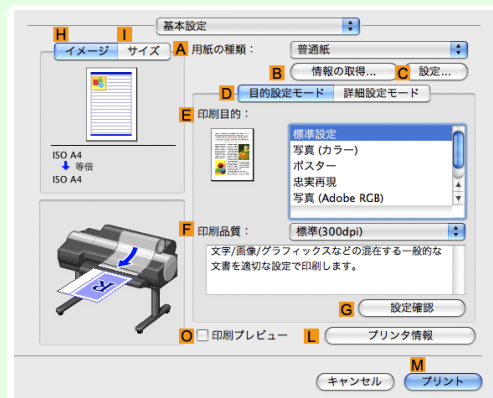 基本設定
H
I
イメージ サイズ
A 用紙の種類：
普通紙
B 情報の取得...
C 設定...
D 目的設定モード 詳細設定モード
E 印刷目的：
標準設定
写真 (カラー)
ポスター
忠実再現
写真 (Adobe RGB)
ISO A4
等倍
ISO A4
F 印刷品質：
標準(300dpi)
文字/画像/グラフィックスなどの混在する一般的な
文書を適切な設定で印刷します。
G 設定確認
O 印刷プレビュー
L プリンタ情報
M
キャンセル プリント